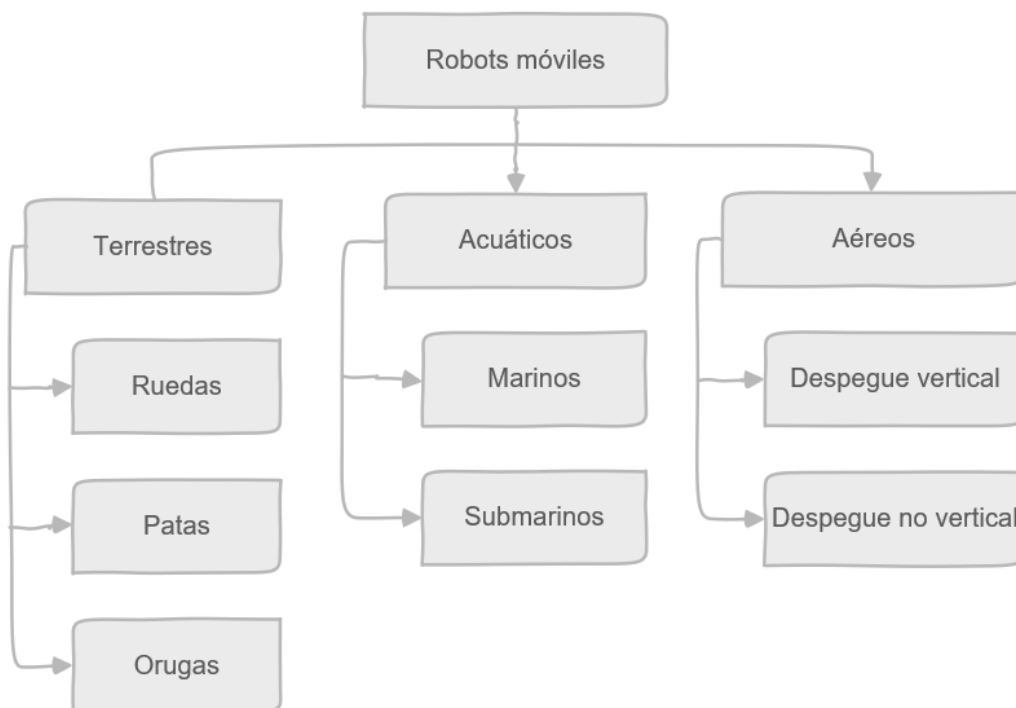 Robots móviles
Terrestres
Ruedas
Patas
Orugas
Acuáticos
Marinos
Submarinos
Aéreos
Despegue vertical
Despegue no vertical